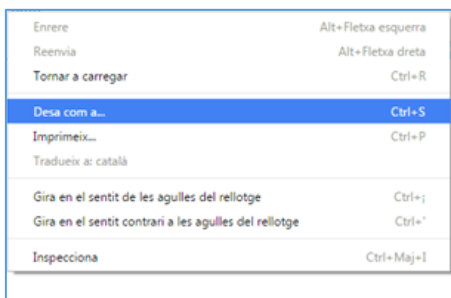 Enrere Alt+Fletxa esquerra
Reenvia Alt+Fletxa dreta
Tornar a carregar Ctrl+R
Desa com a... Ctrl+S
Imprimeix... Ctrl+P
Tradueix a: català
Gira en el sentit de les agulles del rellotge Ctrl+;
Gira en el sentit contrari a les agulles del rellotge Ctrl+'
Inspecciona Ctrl+Maj+I